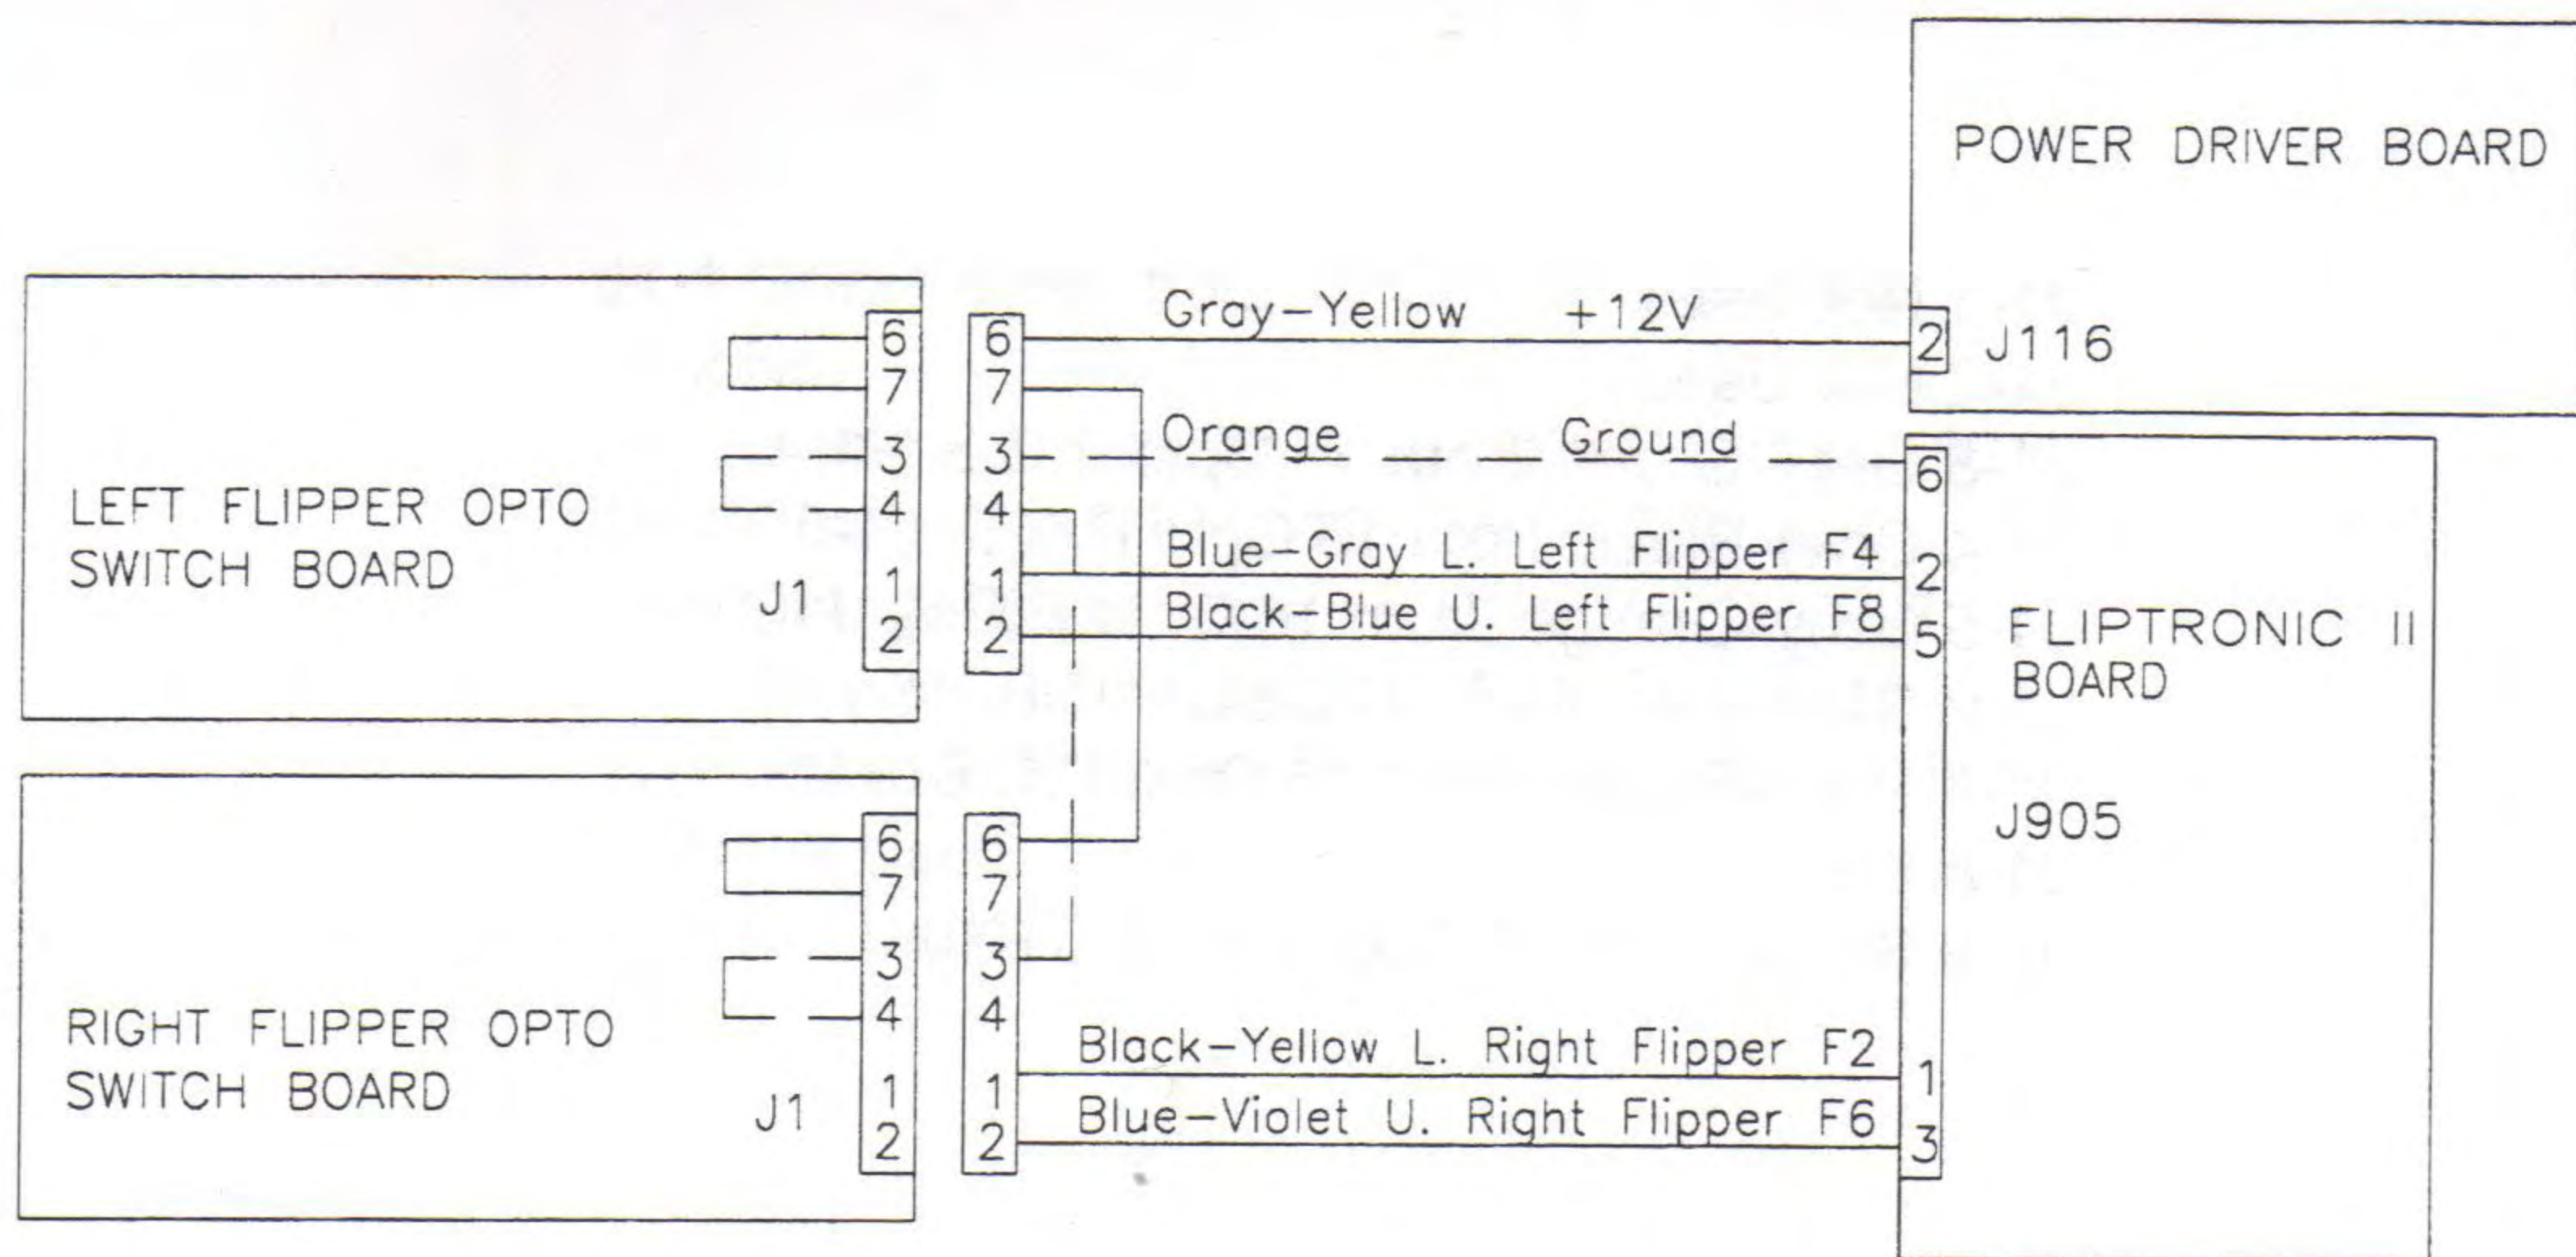 POWER DRIVER BOARD
2 J116
Gray-Yellow +12V
Orange Ground
Blue-Gray L. Left Flipper F4
Black-Blue U. Left Flipper F8
LEFT FLIPPER OPTO
SWITCH BOARD
J1
6
7
3
4
1
2
6
7
3
4
1
2
6
2
5
FLIPTRONIC II
BOARD
J905
RIGHT FLIPPER OPTO
SWITCH BOARD
J1
6
7
3
4
1
2
6
7
3
4
1
2
Black-Yellow L. Right Flipper F2
Blue-Violet U. Right Flipper F6
1
3